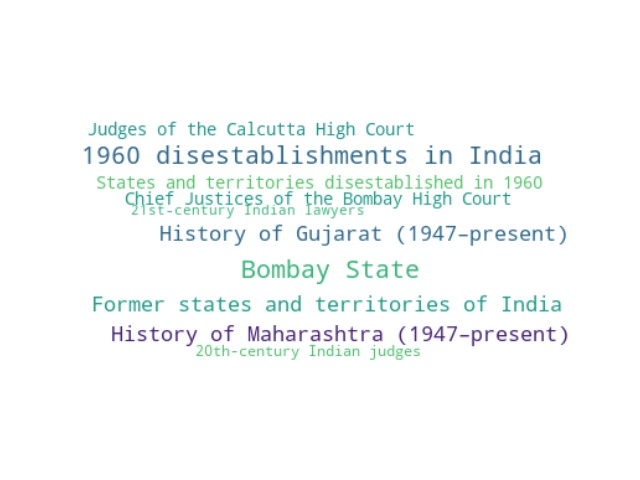 Judges of the Calcutta High Court
1960 disestablishments in India
States and territories disestablished in 1960
Chief Justices of the Bombay High Court
21st-century Indian lawyers
History of Gujarat (1947–present)
Bombay State
Former states and territories of India
History of Maharashtra (1947–present)
20th-century Indian judges